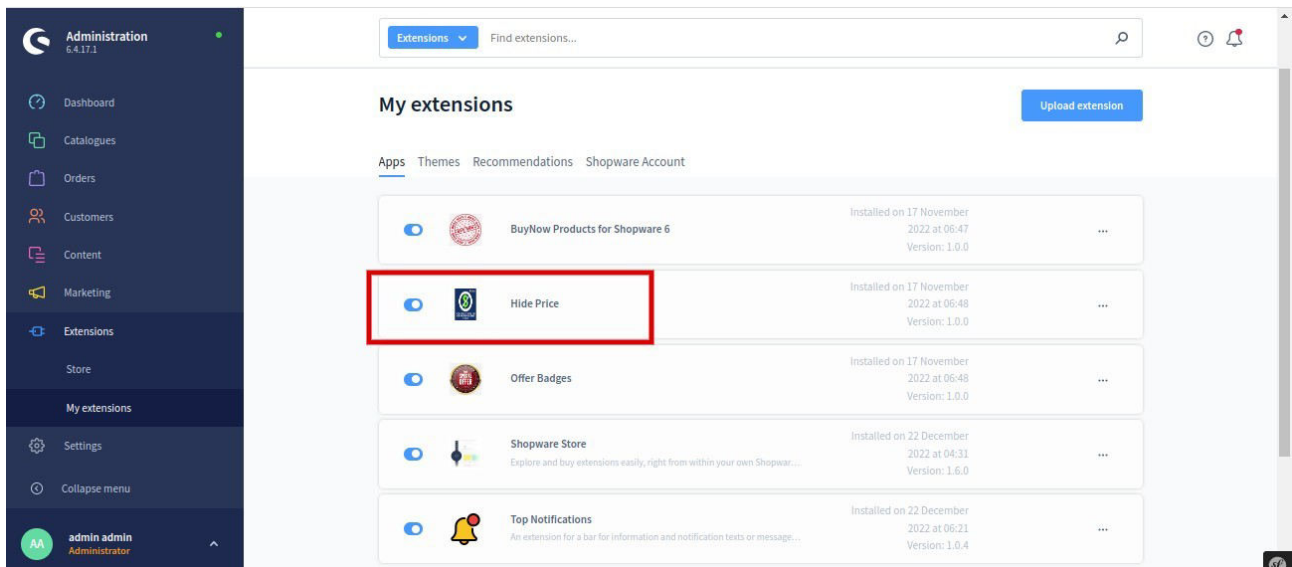 Administration
6.4.17.1
Dashboard
Catalogues
Orders
Customers
Content
Marketing
Extensions
Store
My extensions
Settings
Collapse menu
AA
admin admin
Administrator
Extensions
Find extensions...
My extensions
Upload extension
Apps Themes Recommendations Shopware Account
BuyNow Products for Shopware 6
Installed on 17 November
2022 at 06:47
Version: 1.0.0
...
Hide Price
Installed on 17 November
2022 at 06:48
Version: 1.0.0
...
Offer Badges
Installed on 17 November
2022 at 06:48
Version: 1.0.0
...
Shopware Store
Explore and buy extensions easily, right from within your own Shopwar...
Installed on 22 December
2022 at 04:31
Version: 1.6.0
...
Top Notifications
An extension for a bar for information and notification texts or message...
Installed on 22 December
2022 at 06:21
Version: 1.0.4
...